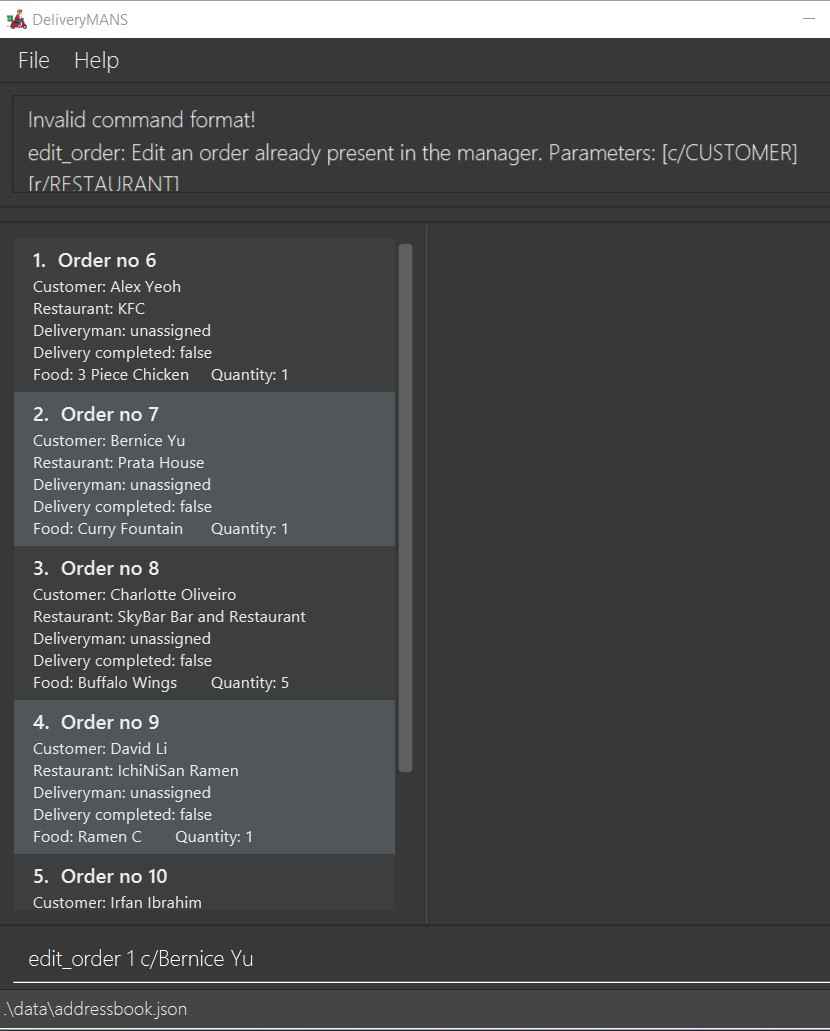 DeliveryMANS
File Help
Invalid command format!
edit_order: Edit an order already present in the manager. Parameters: [c/CUSTOMER]
[r/RESTAURANT]
1. Order no 6
Customer: Alex Yeoh
Restaurant: KFC
Deliveryman: unassigned
Delivery completed: false
Food: 3 Piece Chicken Quantity: 1
2. Order no 7
Customer: Bernice Yu
Restaurant: Prata House
Deliveryman: unassigned
Delivery completed: false
Food: Curry Fountain Quantity: 1
3. Order no 8
Customer: Charlotte Oliveiro
Restaurant: SkyBar Bar and Restaurant
Deliveryman: unassigned
Delivery completed: false
Food: Buffalo Wings Quantity: 5
4. Order no 9
Customer: David Li
Restaurant: IchiNiSan Ramen
Deliveryman: unassigned
Delivery completed: false
Food: Ramen C Quantity: 1
5. Order no 10
Customer: Irfan Ibrahim
edit_order 1 c/Bernice Yu
.\data\addressbook.json